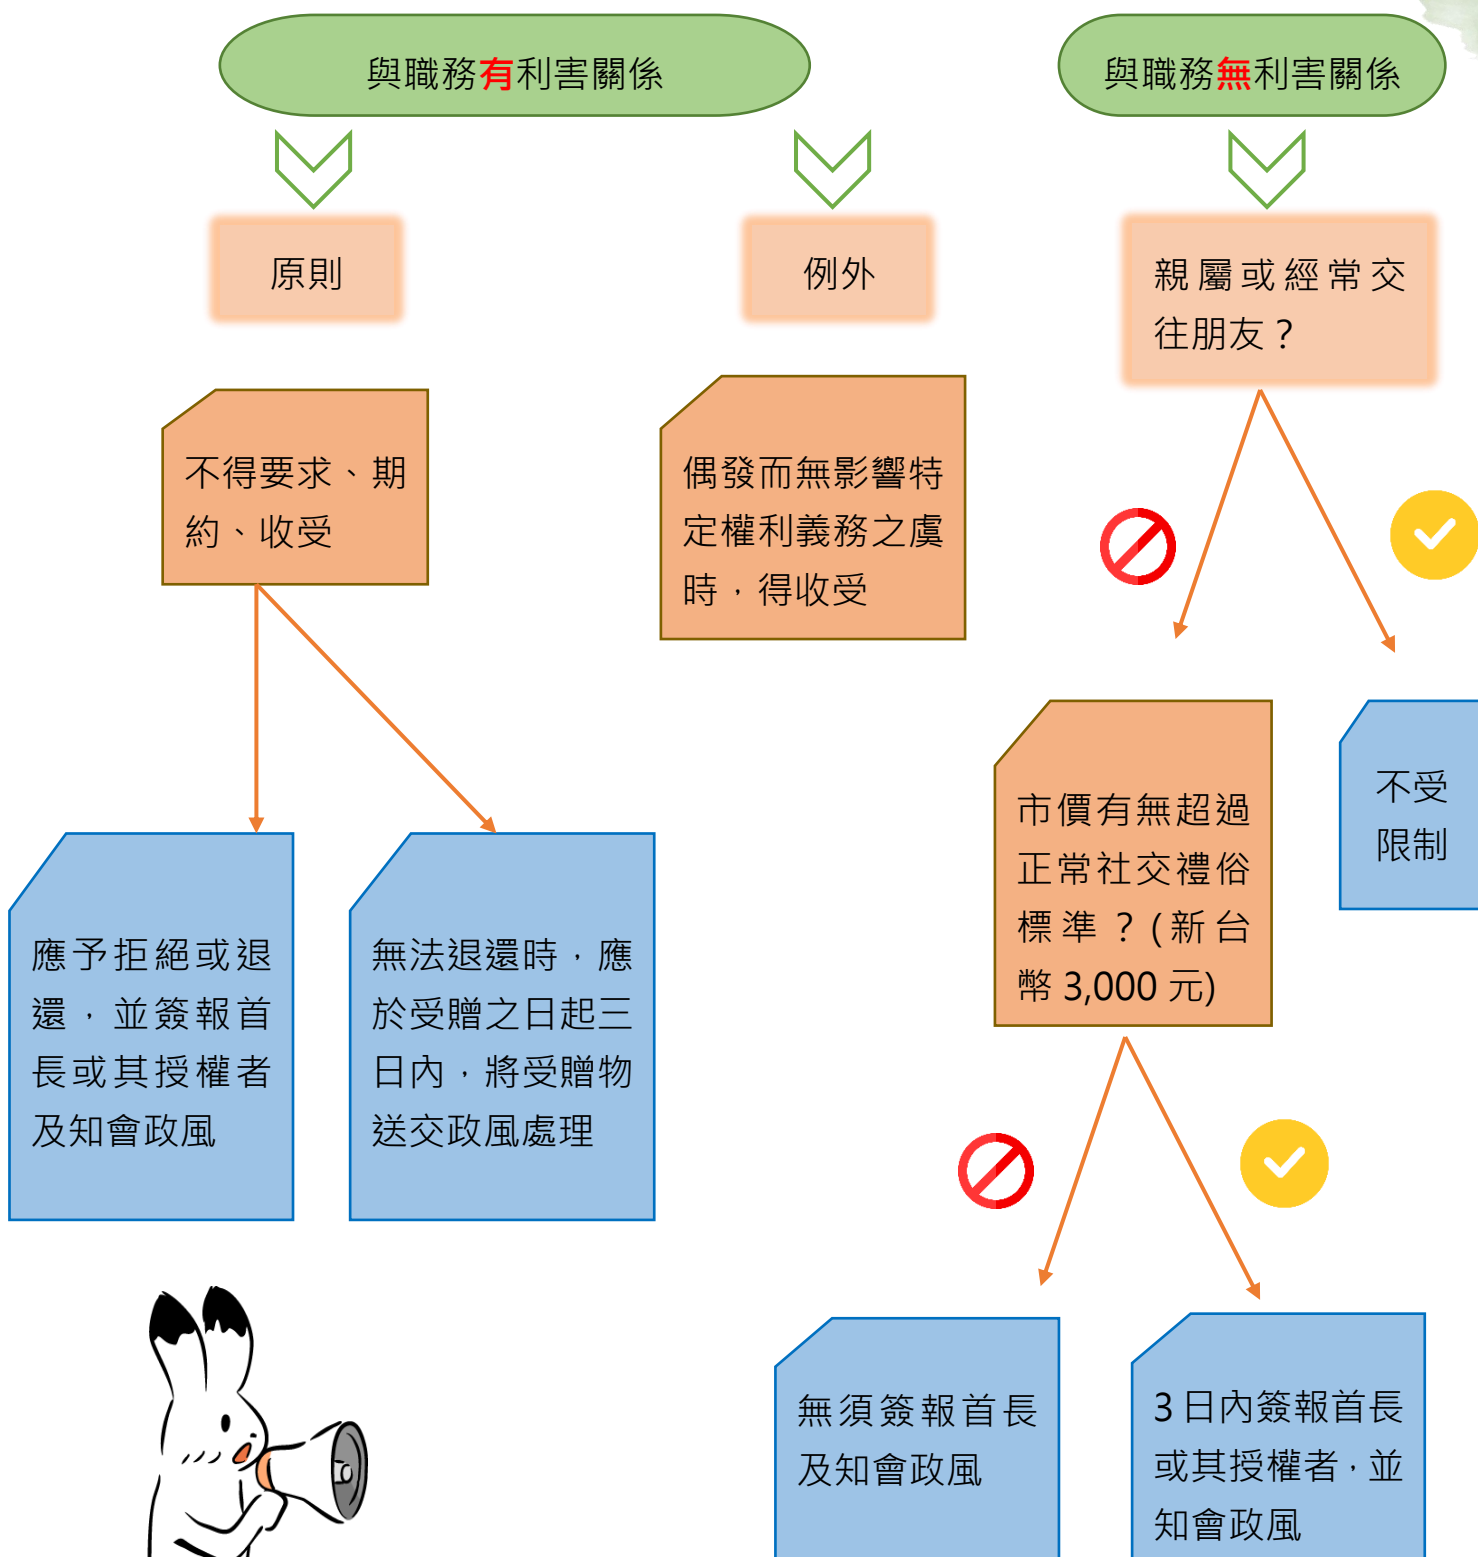 與職務有利害關係
與職務無利害關係
原則
例外
親屬或經常交
往朋友？
不得要求、期
約、收受
偶發而無影響特
定權利義務之虞
時，得收受
市價有無超過
正常社交禮俗
標準？(新台
幣 3,000 元)
不受
限制
應予拒絕或退
還，並簽報首
長或其授權者
及知會政風
無法退還時，應
於受贈之日起三
日內，將受贈物
送交政風處理
無須簽報首長
及知會政風
3 日內簽報首長
或其授權者，並
知會政風